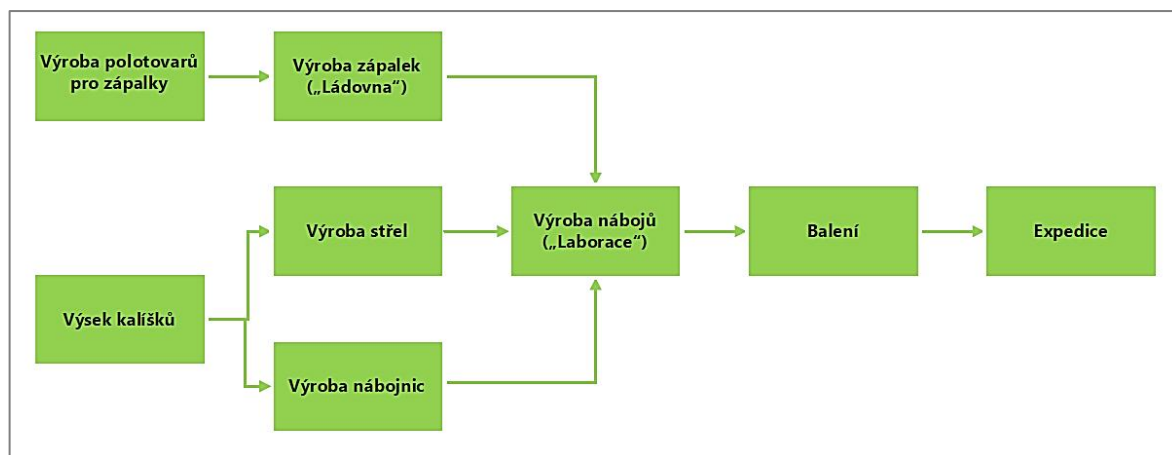 Výroba polotovarů
pro zápalky
Výroba zápalek
(„Ládovna“)
Výroba střel
Výroba nábojů
(„Laborace“)
Balení
Expedice
Výsek kalíšků
Výroba nábojnic